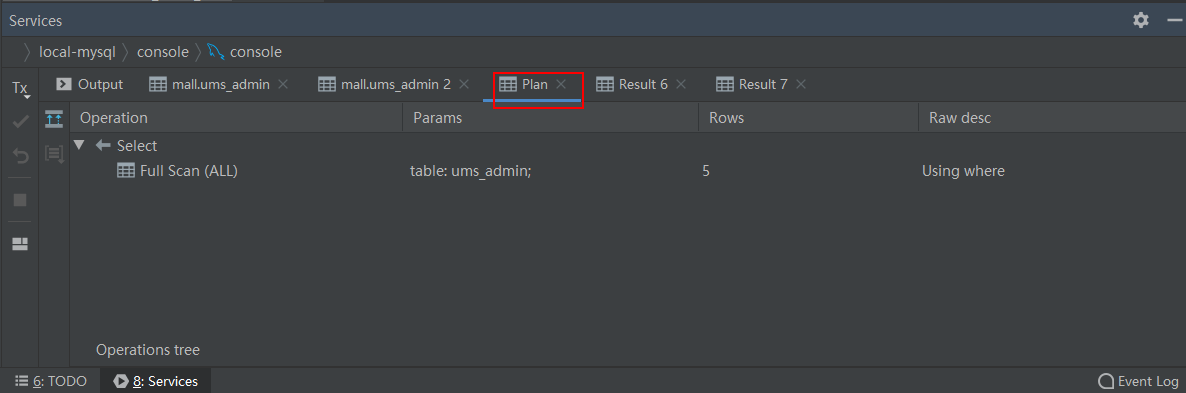 Services
local-mysql console console
Tx Output mall.ums_admin mall.ums_admin 2 Plan Result 6 Result 7
Operation Params Rows Raw desc
Select
Full Scan (ALL) table: ums_admin; 5 Using where
Operations tree
6: TODO 8: Services Event Log